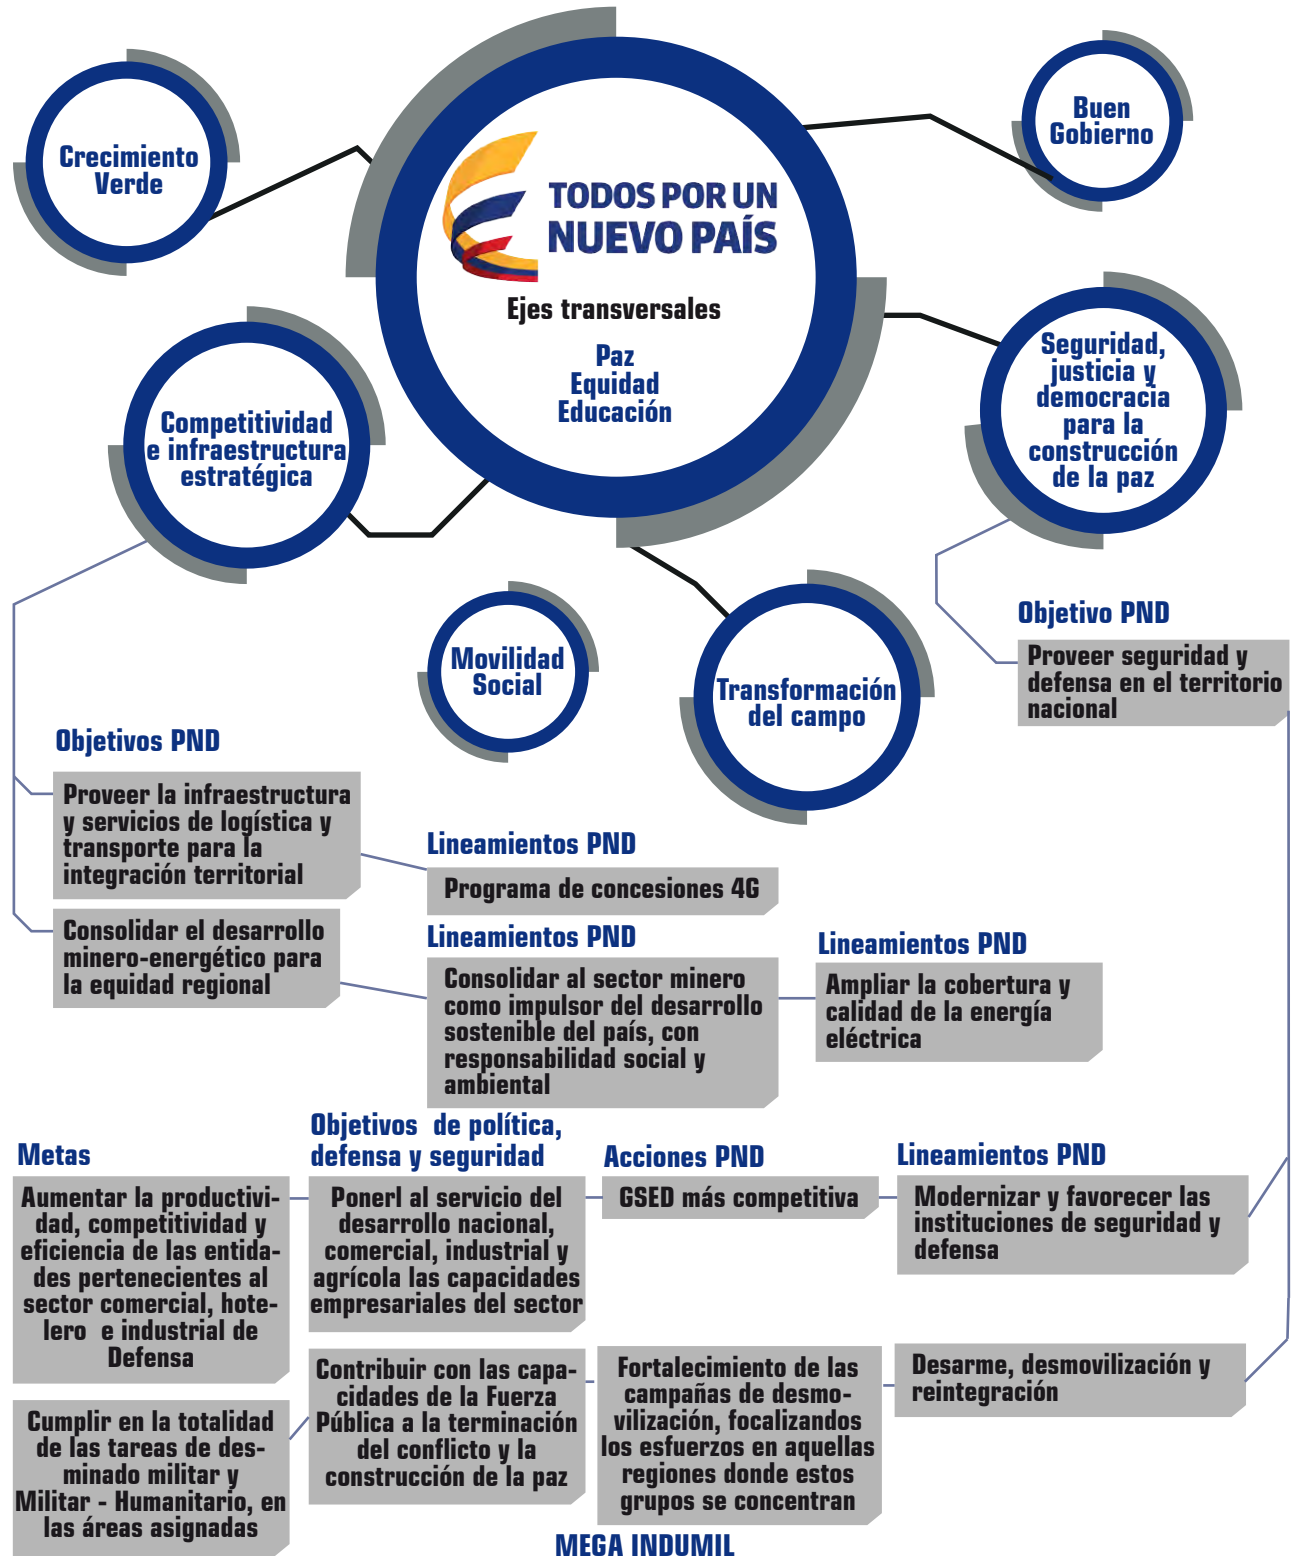 Crecimiento
Verde
Buen
Gobierno
TODOS POR UN
NUEVO PAÍS
Ejes transversales
Paz
Equidad
Educación
Seguridad,
justicia y
democracia
para la
construcción
de la paz
Competitividad
e infraestructura
estratégica
Movilidad
Social
Transformación
del campo
Objetivo PND
Proveer seguridad y
defensa en el territorio
nacional
Objetivos PND
Proveer la infraestructura
y servicios de logística y
transporte para la
integración territorial
Lineamientos PND
Programa de concesiones 4G
Consolidar el desarrollo
minero-energético para
la equidad regional
Lineamientos PND
Consolidar al sector minero
como impulsor del desarrollo
sostenible del país, con
responsabilidad social y
ambiental
Lineamientos PND
Ampliar la cobertura y
calidad de la energía
eléctrica
Metas
Aumentar la productivi-
dad, competitividad y
eficiencia de las entida-
des pertenecientes al
sector comercial, hote-
lero e industrial de
Defensa
Objetivos de política,
defensa y seguridad
Ponerl al servicio del
desarrollo nacional,
comercial, industrial y
agrícola las capacidades
empresariales del sector
Acciones PND
GSED más competitiva
Lineamientos PND
Modernizar y favorecer las
instituciones de seguridad y
defensa
Cumplir en la totalidad
de las tareas de des-
minado militar y
Militar - Humanitario, en
las áreas asignadas
Contribuir con las capa-
cidades de la Fuerza
Pública a la terminación
del conflicto y la
construcción de la paz
Fortalecimiento de las
campañas de desmo-
vilización, focalizandos
los esfuerzos en aquellas
regiones donde estos
grupos se concentran
Desarme, desmovilización y
reintegración
MEGA INDUMIL